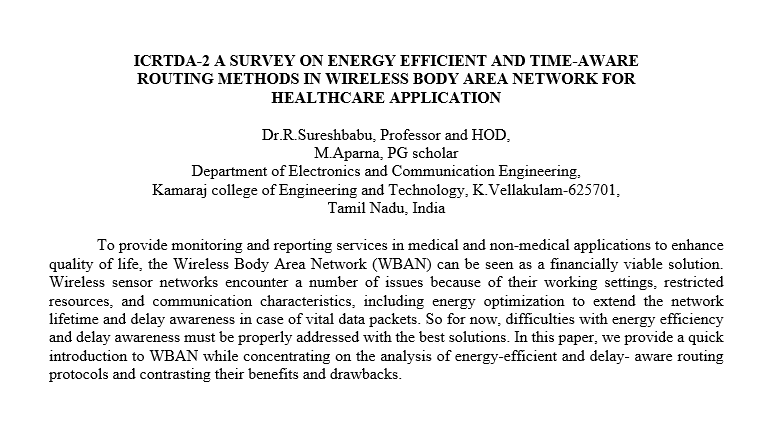 ICRTDA-2 A SURVEY ON ENERGY EFFICIENT AND TIME-AWARE
ROUTING METHODS IN WIRELESS BODY AREA NETWORK FOR
HEALTHCARE APPLICATION
Dr.R.Sureshbabu, Professor and HOD,
M.Aparna, PG scholar
Department of Electronics and Communication Engineering,
Kamaraj college of Engineering and Technology, K.Vellakulam-625701,
Tamil Nadu, India
To provide monitoring and reporting services in medical and non-medical applications to enhance
quality of life, the Wireless Body Area Network (WBAN) can be seen as a financially viable solution.
Wireless sensor networks encounter a number of issues because of their working settings, restricted
resources, and communication characteristics, including energy optimization to extend the network
lifetime and delay awareness in case of vital data packets. So for now, difficulties with energy efficiency
and delay awareness must be properly addressed with the best solutions. In this paper, we provide a quick
introduction to WBAN while concentrating on the analysis of energy-efficient and delay- aware routing
protocols and contrasting their benefits and drawbacks.